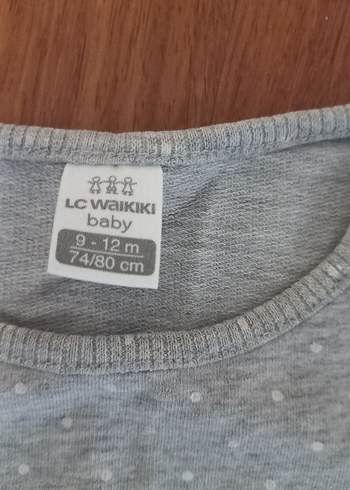 LC WAIKIKI
baby
9 - 12 m
74/80 cm